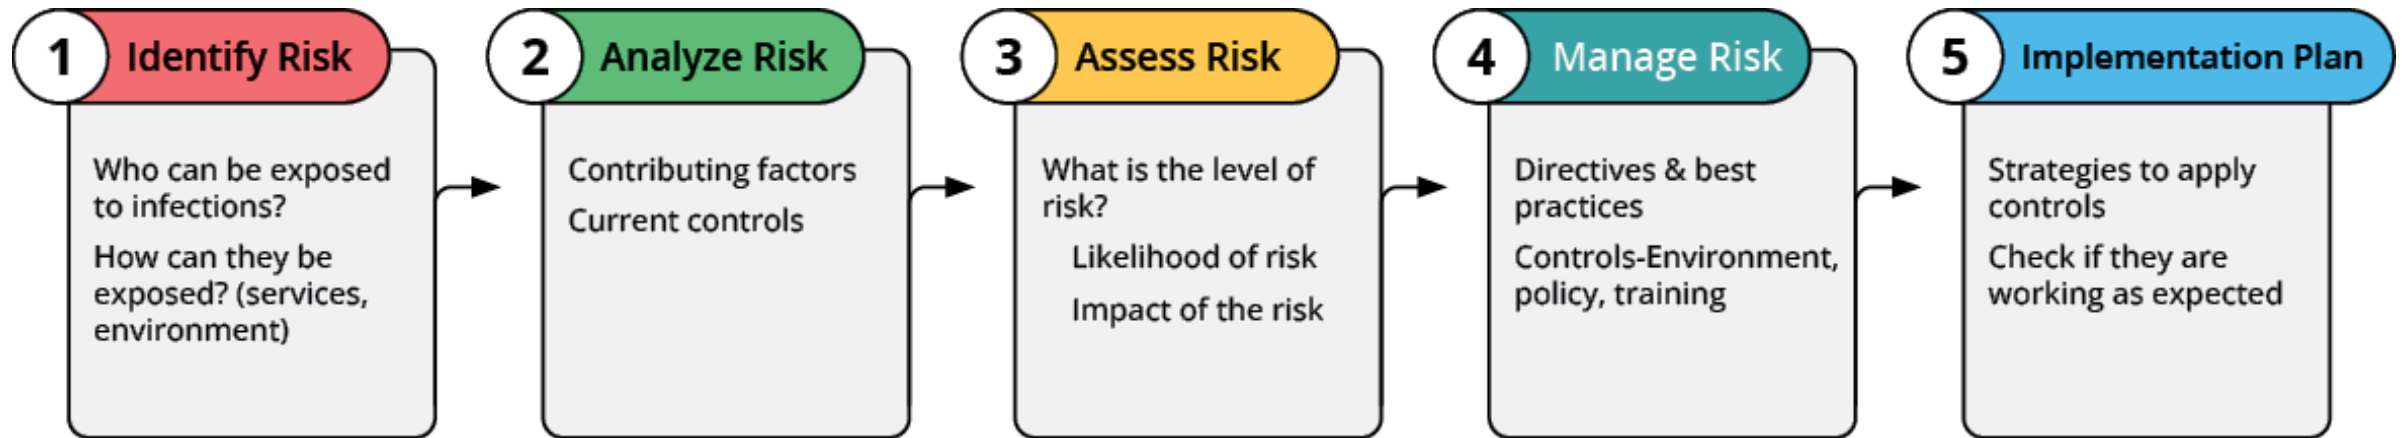 1 Identify Risk
Who can be exposed
to infections?
How can they be
exposed? (services,
environment)
2 Analyze Risk
Contributing factors
Current controls
3 Assess Risk
What is the level of
risk?
Likelihood of risk
Impact of the risk
4 Manage Risk
Directives & best
practices
Controls-Environment,
policy, training
5 Implementation Plan
Strategies to apply
controls
Check if they are
working as expected